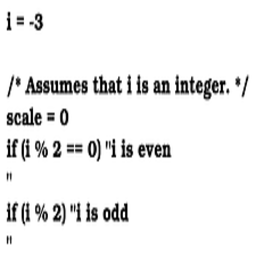 i = -3
/* Assumes that i is an integer. */
scale = 0
if (i % 2 == 0) "i is even
"
if (i % 2) "i is odd
"